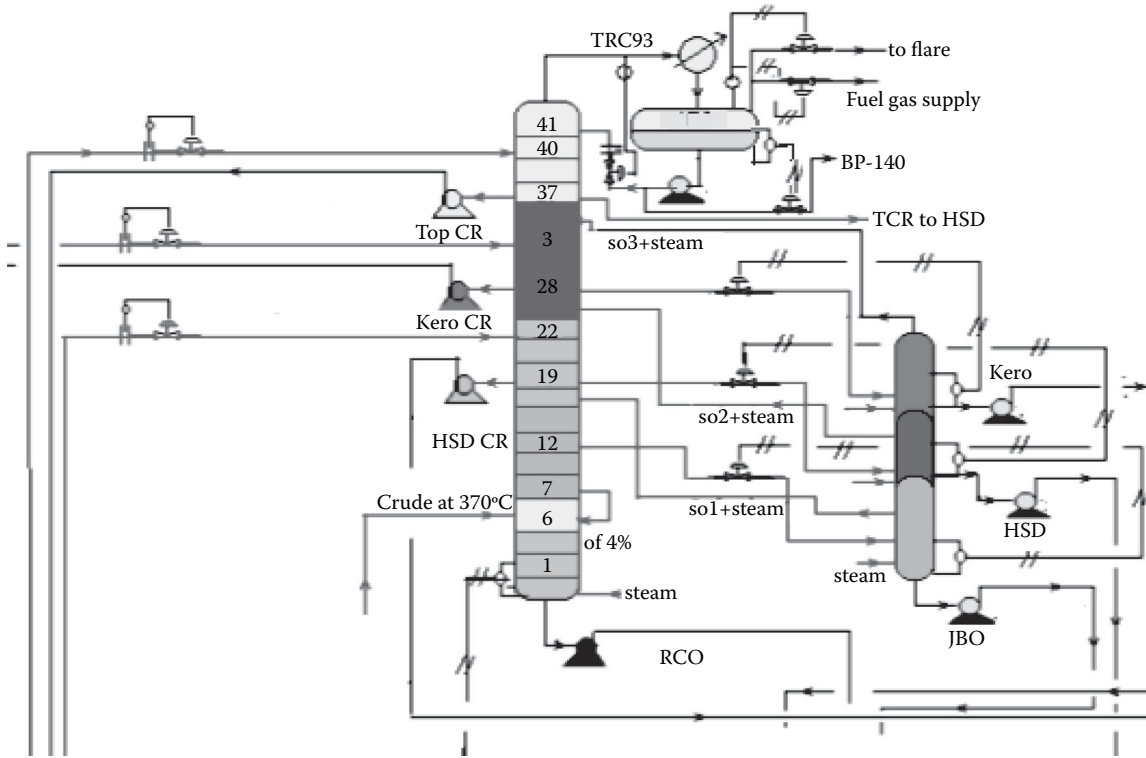 TRC93
to flare
Fuel gas supply
41
40
BP-140
37
TCR to HSD
Top CR
3
so3+steam
28
Kero CR
22
19
Kero
so2+steam
HSD CR
12
7
Crude at 370ºC
so1+steam
6
HSD
of 4%
1
steam
steam
JBO
RCO